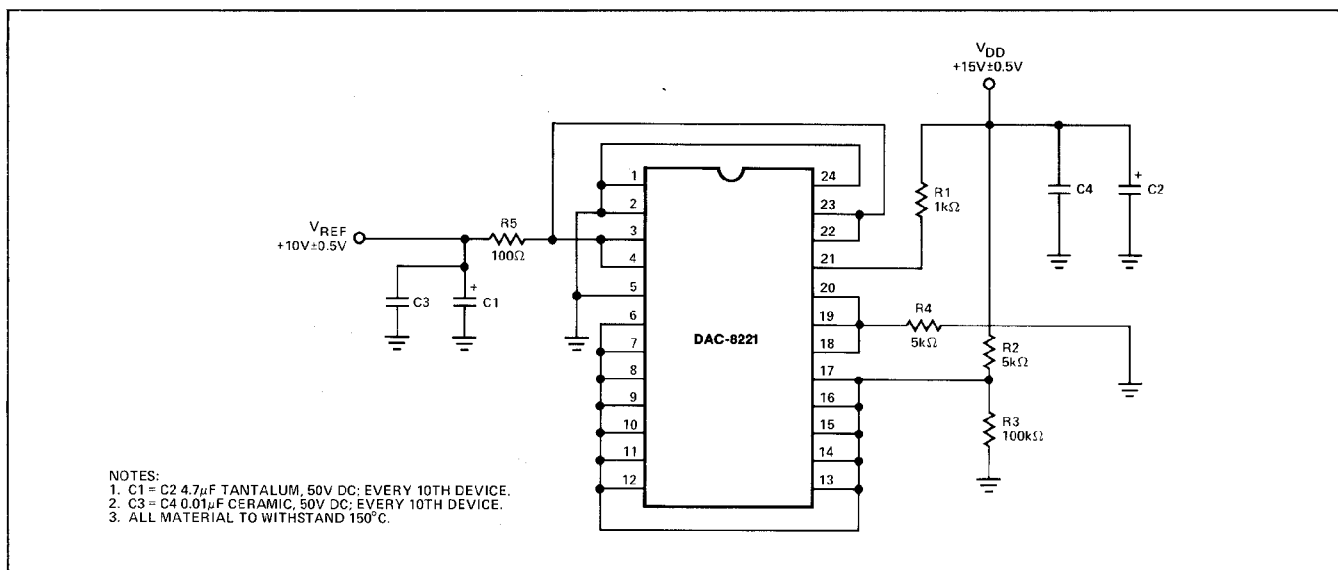 VDD
+15V±0.5V
VREF
+10V±0.5V
R5
100Ω
C3
C1
1
2
3
4
5
6
7
8
9
10
11
12
DAC-8221
24
23
22
21
20
19
18
17
16
15
14
13
R1
1kΩ
C4
+
C2
+
R4
5kΩ
R2
5kΩ
R3
100kΩ
NOTES:
1. C1 = C2 4.7μF TANTALUM, 50V DC; EVERY 10TH DEVICE.
2. C3 = C4 0.01μF CERAMIC, 50V DC; EVERY 10TH DEVICE.
3. ALL MATERIAL TO WITHSTAND 150°C.